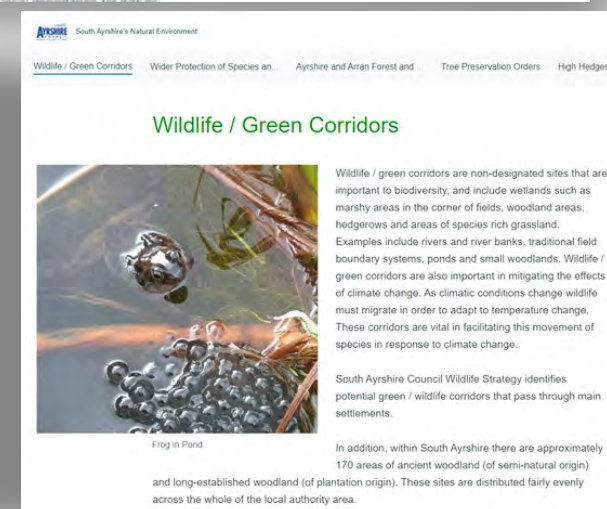 AYRSHIRE
COUNCIL
South Ayrshire's Natural Environment
Wildlife / Green Corridors
Wider Protection of Species an...
Ayrshire and Arran Forest and ...
Tree Preservation Orders
High Hedges
Wildlife / Green Corridors
Wildlife / green corridors are non-designated sites that are
important to biodiversity, and include wetlands such as
marshy areas in the corner of fields, woodland areas,
hedgerows and areas of species rich grassland.
Examples include rivers and river banks, traditional field
boundary systems, ponds and small woodlands. Wildlife /
green corridors are also important in mitigating the effects
of climate change. As climatic conditions change wildlife
must migrate in order to adapt to temperature change.
These corridors are vital in facilitating this movement of
species in response to climate change.
South Ayrshire Council Wildlife Strategy identifies
potential green / wildlife corridors that pass through main
settlements.
Frog in Pond
In addition, within South Ayrshire there are approximately
170 areas of ancient woodland (of semi-natural origin)
and long-established woodland (of plantation origin). These sites are distributed fairly evenly
across the whole of the local authority area.